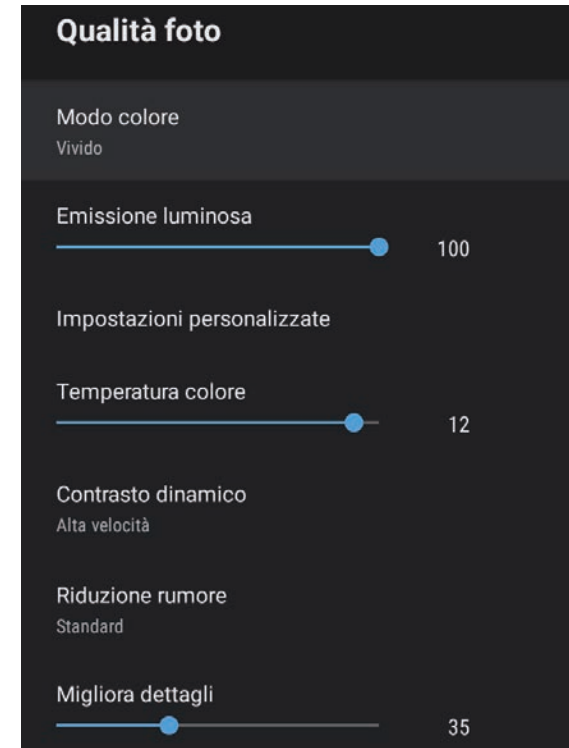 Qualità foto
Modo colore
Vivido
Emissione luminosa
100
Impostazioni personalizzate
Temperatura colore
12
Contrasto dinamico
Alta velocità
Riduzione rumore
Standard
Migliora dettagli
35